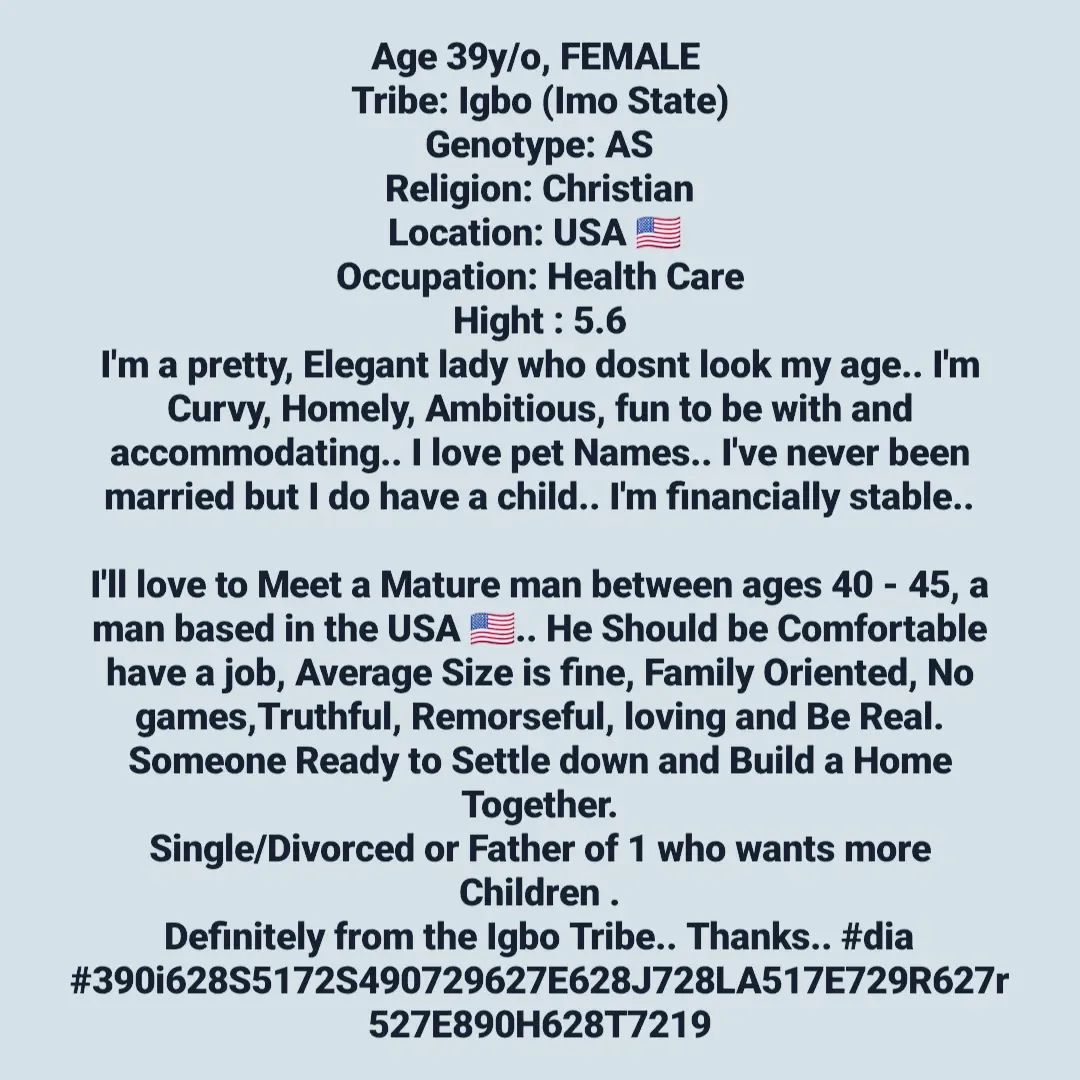 Age 39y/o, FEMALE
Tribe: Igbo (Imo State)
Genotype: AS
Religion: Christian
Location: USA 🇺🇸
Occupation: Health Care
Hight : 5.6
I'm a pretty, Elegant lady who dosnt look my age.. I'm
Curvy, Homely, Ambitious, fun to be with and
accommodating.. I love pet Names.. I've never been
married but I do have a child.. I'm financially stable..

I'll love to Meet a Mature man between ages 40 - 45, a
man based in the USA 🇺🇸.. He Should be Comfortable
have a job, Average Size is fine, Family Oriented, No
games,Truthful, Remorseful, loving and Be Real.
Someone Ready to Settle down and Build a Home
Together.
Single/Divorced or Father of 1 who wants more
Children .
Definitely from the Igbo Tribe.. Thanks.. #dia
#390i628S5172S490729627E628J728LA517E729R627r
527E890H628T7219